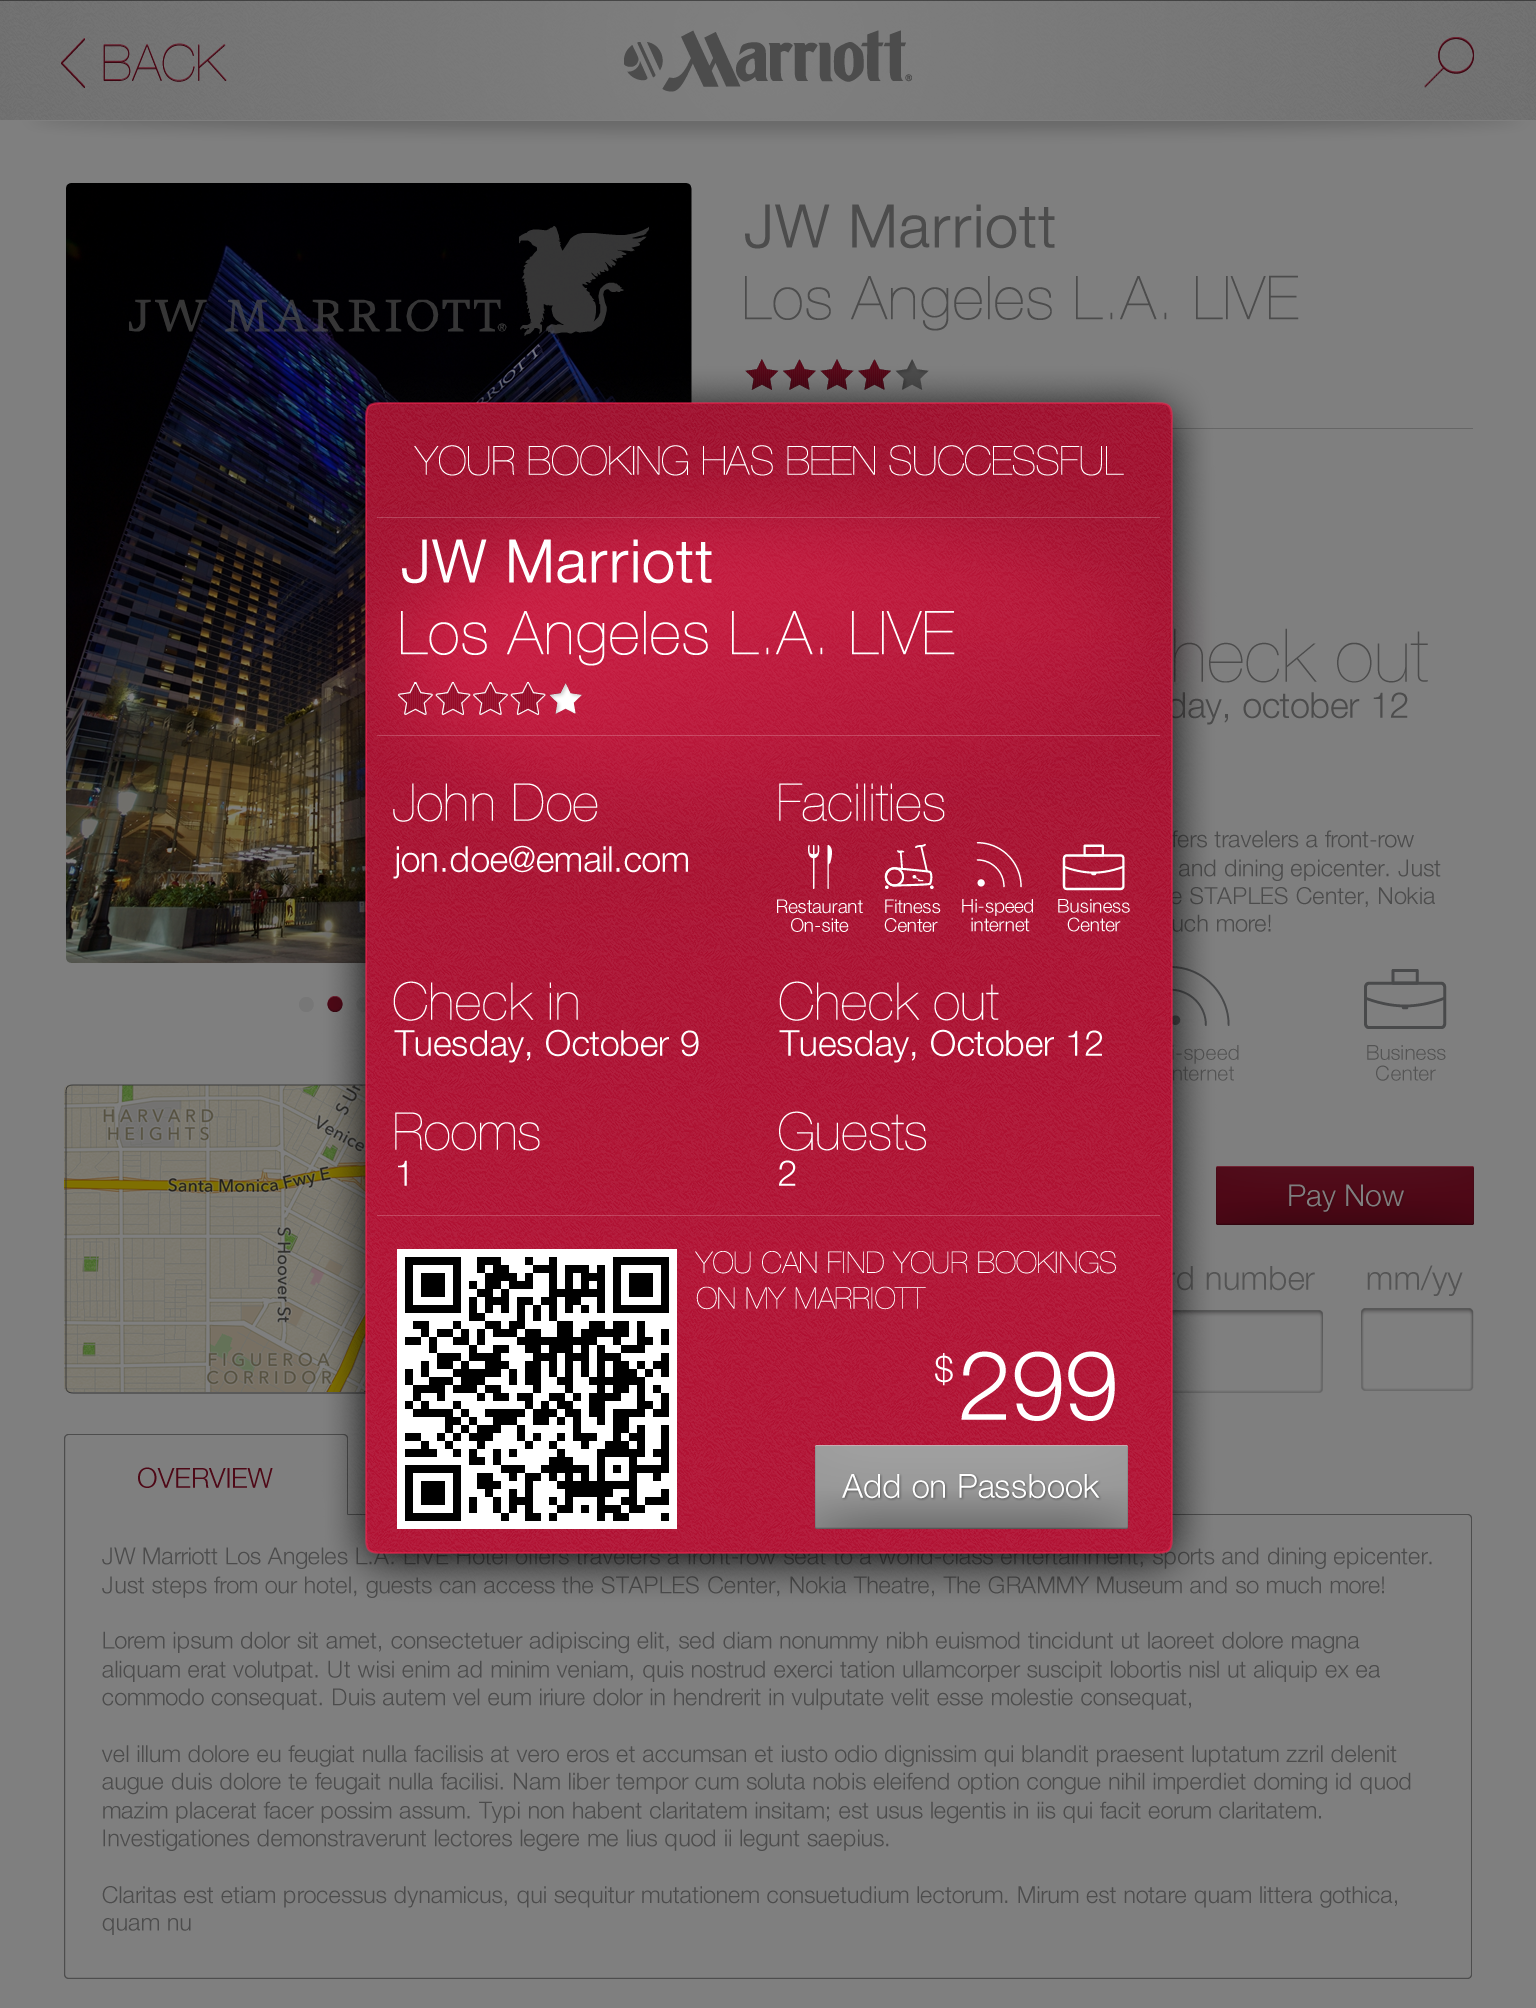 BACK
Marriott
JW MARRIOTT
JW Marriott
Los Angeles L.A. LIVE
YOUR BOOKING HAS BEEN SUCCESSFUL
JW Marriott
Los Angeles L.A. LIVE
John Doe
jon.doe@email.com
Facilities
Restaurant
On-site
Fitness
Center
Hi-speed
internet
Business
Center
Check in
Tuesday, October 9
Check out
Tuesday, October 12
Rooms
1
Guests
2
YOU CAN FIND YOUR BOOKINGS
ON MY MARRIOTT
$299
Add on Passbook
out
october 12
travelers a front-row
and dining epicenter. Just
STAPLES Center, Nokia
more!
Business
Center
HARVARD
HEIGHTS
Venice
Santa Monica Fwy E
S Hoover St
FIGUEROA
CORRIDOR
Pay Now
number
mm/yy
OVERVIEW
JW Marriott Los Angeles L.A. LIVE Hotel offers travelers a front-row seat to a world-class entertainment, sports and dining epicenter.
Just steps from our hotel, guests can access the STAPLES Center, Nokia Theatre, The GRAMMY Museum and so much more!
Lorem ipsum dolor sit amet, consectetuer adipiscing elit, sed diam nonummy nibh euismod tincidunt ut laoreet dolore magna
aliquam erat volutpat. Ut wisi enim ad minim veniam, quis nostrud exerci tation ullamcorper suscipit lobortis nisl ut aliquip ex ea
commodo consequat. Duis autem vel eum iriure dolor in hendrerit in vulputate velit esse molestie consequat,
vel illum dolore eu feugiat nulla facilisis at vero eros et accumsan et iusto odio dignissim qui blandit praesent luptatum zzril delenit
augue duis dolore te feugait nulla facilisi. Nam liber tempor cum soluta nobis eleifend option congue nihil imperdiet doming id quod
mazim placerat facer possim assum. Typi non habent claritatem insitam; est usus legentis in iis qui facit eorum claritatem.
Investigationes demonstraverunt lectores legere me lius quod ii legunt saepius.
Claritas est etiam processus dynamicus, qui sequitur mutationem consuetudium lectorum. Mirum est notare quam littera gothica,
quam nu